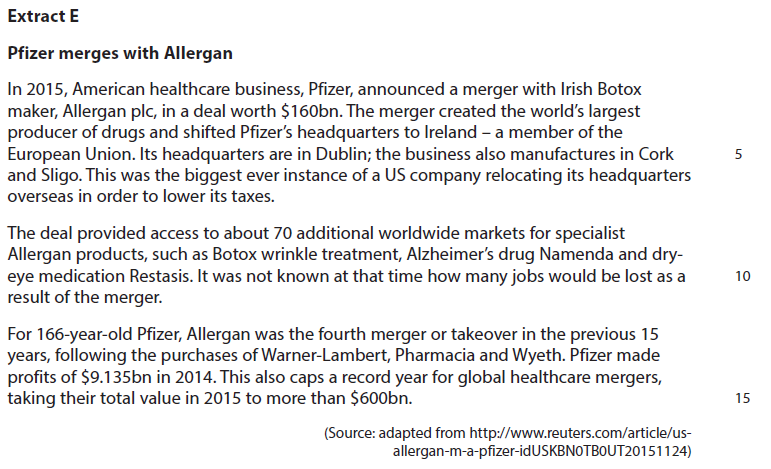 Extract E
Pfizer merges with Allergan
In 2015, American healthcare business, Pfizer, announced a merger with Irish Botox
maker, Allergan plc, in a deal worth $160bn. The merger created the world's largest
producer of drugs and shifted Pfizer's headquarters to Ireland – a member of the
European Union. Its headquarters are in Dublin; the business also manufactures in Cork 5
and Sligo. This was the biggest ever instance of a US company relocating its headquarters
overseas in order to lower its taxes.
The deal provided access to about 70 additional worldwide markets for specialist
Allergan products, such as Botox wrinkle treatment, Alzheimer's drug Namenda and dry-
eye medication Restasis. It was not known at that time how many jobs would be lost as a 10
result of the merger.
For 166-year-old Pfizer, Allergan was the fourth merger or takeover in the previous 15
years, following the purchases of Warner-Lambert, Pharmacia and Wyeth. Pfizer made
profits of $9.135bn in 2014. This also caps a record year for global healthcare mergers,
taking their total value in 2015 to more than $600bn. 15
(Source: adapted from http://www.reuters.com/article/us-
allergan-m-a-pfizer-idUSKBN0TB0UT20151124)